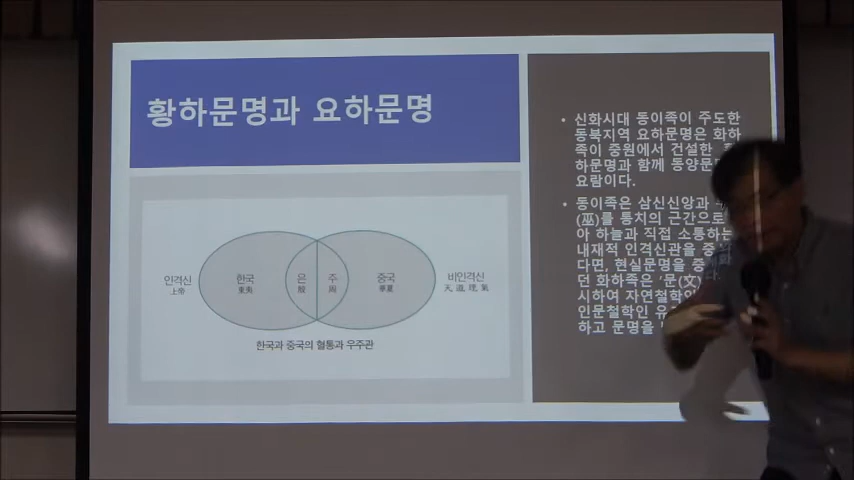 황하문명과 요하문명
인격신
上帝
한국
東夷
은
殷
주
周
중국
華夏
비인격신
天, 道, 理, 氣
한국과 중국의 혈통과 우주관
• 신화시대 동이족이 주도한
동북지역 요하문명은 화하
족이 중원에서 건설한
하문명과 함께 동양문
요람이다.
• 동이족은 삼신신앙과
(巫)를 통치의 근간으로
아 하늘과 직접 소통하는
내재적 인격신관을 중
다면, 현실문명을 중
던 화하족은 '문(文)
시하여 자연철학인
인문철학인 유
하고 문명을